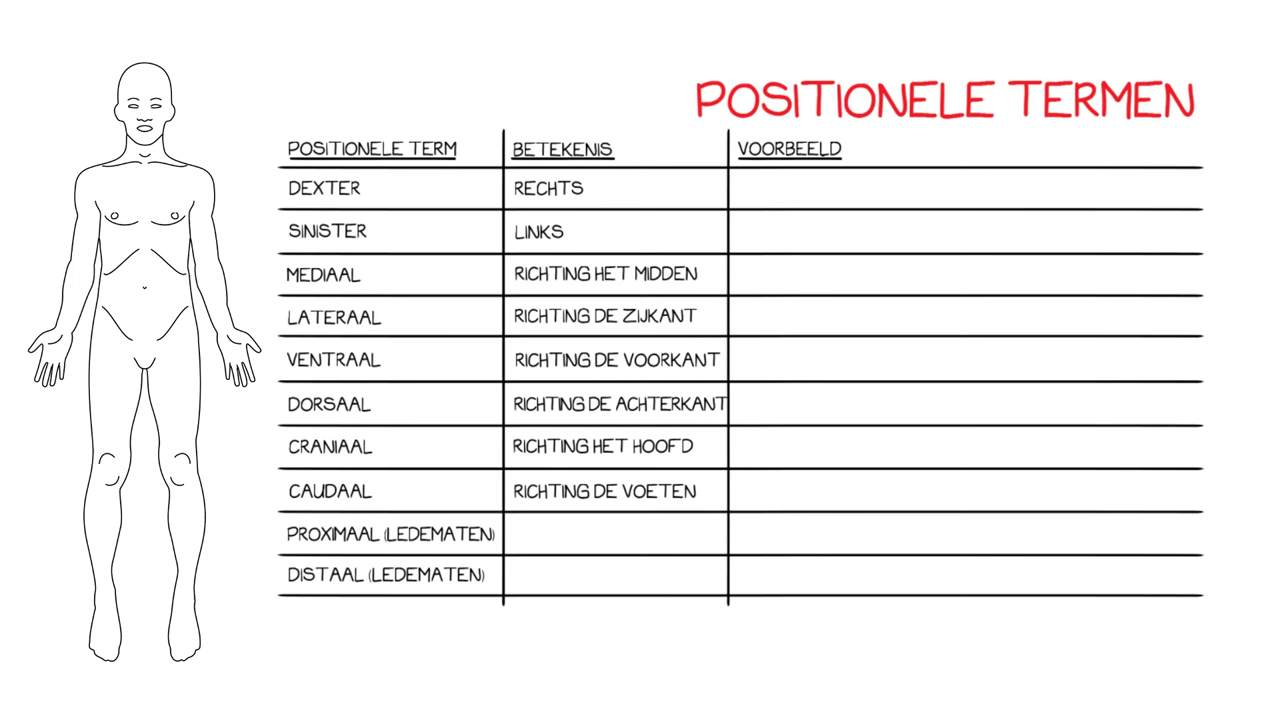 POSITIONELE TERMEN
POSITIONELE TERM BETEKENIS VOORBEELD
DEXTER RECHTS
SINISTER LINKS
MEDIAAL RICHTING HET MIDDEN
LATERAAL RICHTING DE ZIJKANT
VENTRAAL RICHTING DE VOORKANT
DORSAAL RICHTING DE ACHTERKANT
CRANIAAL RICHTING HET HOOFD
CAUDAAL RICHTING DE VOETEN
PROXIMAAL (LEDEMATEN)
DISTAAL (LEDEMATEN)